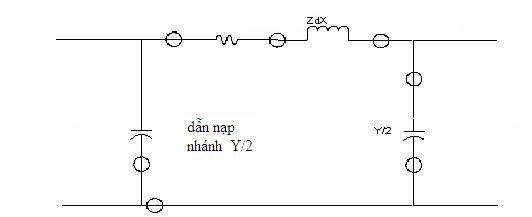 ZdX
dẫn nạp
nhánh Y/2
Y/2